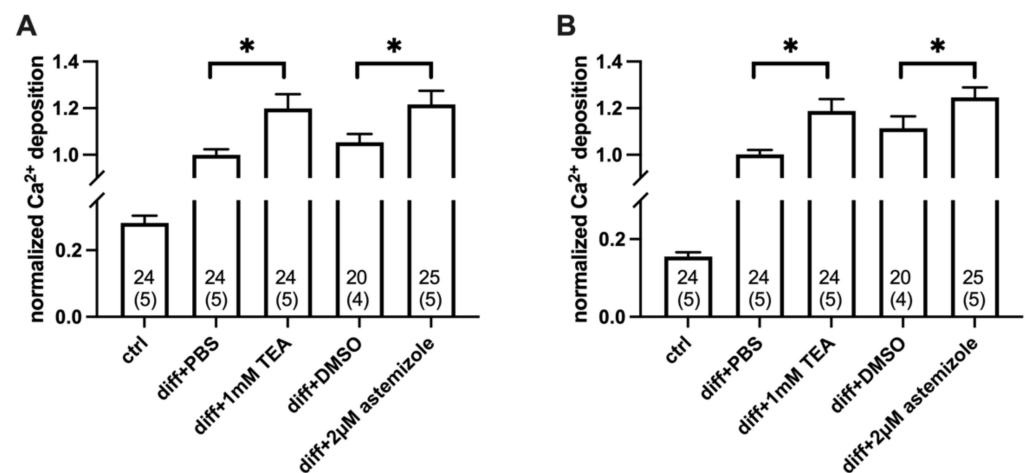 A
normalized Ca²⁺ deposition
1.4
1.2
1.0
0.2
0.0
*
*
24
(5)
24
(5)
24
(5)
20
(4)
25
(5)
ctrl
diff+PBS
diff+1mM TEA
diff+DMSO
diff+2µM astemizole
B
normalized Ca²⁺ deposition
1.4
1.2
1.0
0.2
0.0
*
*
24
(5)
24
(5)
24
(5)
20
(4)
25
(5)
ctrl
diff+PBS
diff+1mM TEA
diff+DMSO
diff+2µM astemizole